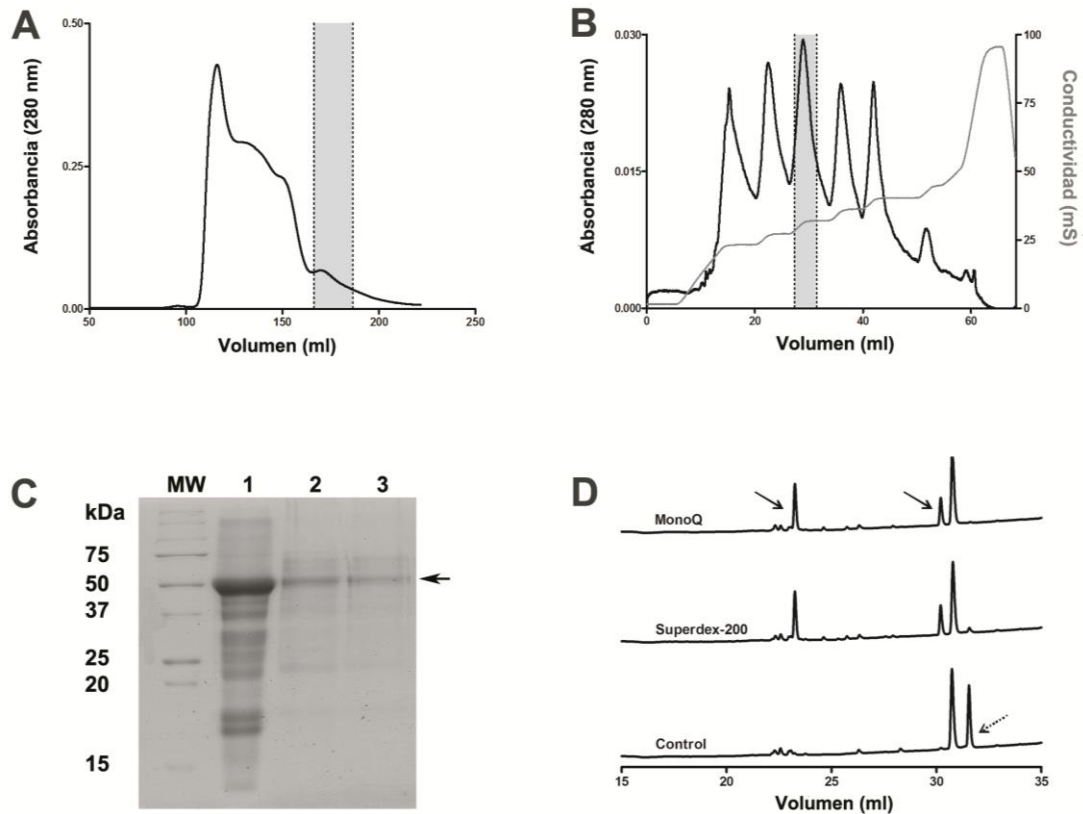 A
0.50
0.25
0.00
Absorbancia (280 nm)
50
100
150
200
250
Volumen (ml)
B
0.030
0.015
0.000
Absorbancia (280 nm)
100
75
50
25
0
Conductividad (mS)
0
20
40
60
Volumen (ml)
C
MW 1 2 3
kDa
75
50
37
25
20
15
D
MonoQ
Superdex-200
Control
15
20
25
30
35
Volumen (ml)